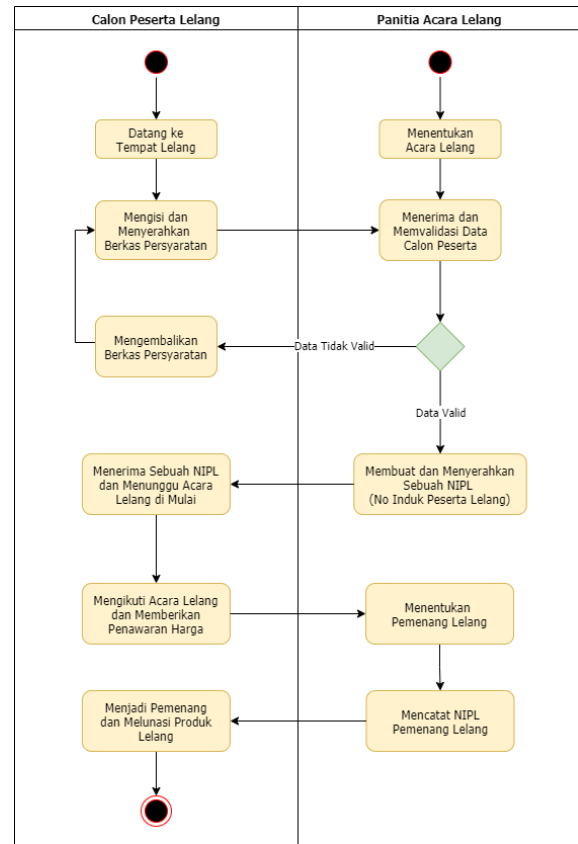 Calon Peserta Lelang
Panitia Acara Lelang
Datang ke
Tempat Lelang
Menentukan
Acara Lelang
Mengisi dan
Menyerahkan
Berkas Persyaratan
Menerima dan
Memvalidasi Data
Calon Peserta
Mengembalikan
Berkas Persyaratan
Data Tidak Valid
Data Valid
Menerima Sebuah NIPL
dan Menunggu Acara
Lelang di Mulai
Membuat dan Menyerahkan
Sebuah NIPL
(No Induk Peserta Lelang)
Mengikuti Acara Lelang
dan Memberikan
Penawaran Harga
Menentukan
Pemenang Lelang
Menjadi Pemenang
dan Melunasi Produk
Lelang
Mencatat NIPL
Pemenang Lelang